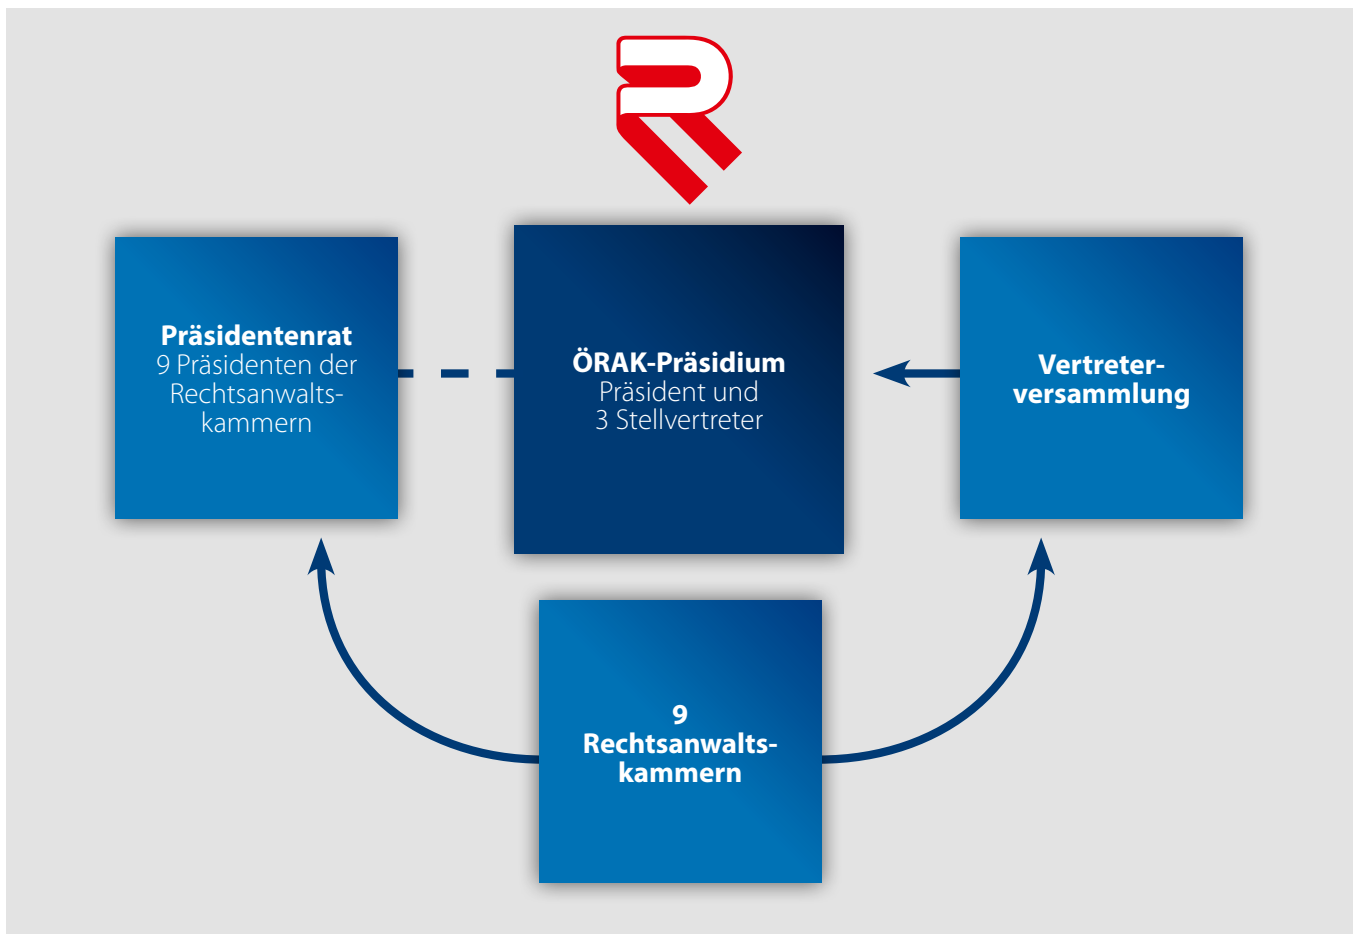 Präsidentenrat
9 Präsidenten der
Rechtsanwalts-
kammern
ÖRAK-Präsidium
Präsident und
3 Stellvertreter
Vertreter-
versammlung
9
Rechtsanwalts-
kammern